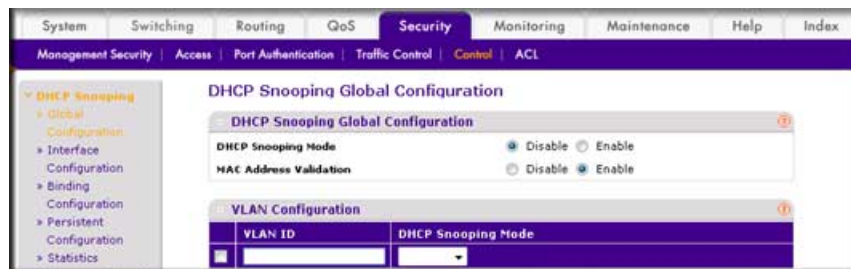 System Switching Routing QoS Security Monitoring Maintenance Help Index
Management Security | Access | Port Authentication | Traffic Control | Control | ACL
DHCP Snooping
» Global
Configuration
» Interface
Configuration
» Binding
Configuration
» Persistent
Configuration
» Statistics
DHCP Snooping Global Configuration
DHCP Snooping Global Configuration
DHCP Snooping Mode Disable Enable
MAC Address Validation Disable Enable
VLAN Configuration
VLAN ID DHCP Snooping Mode